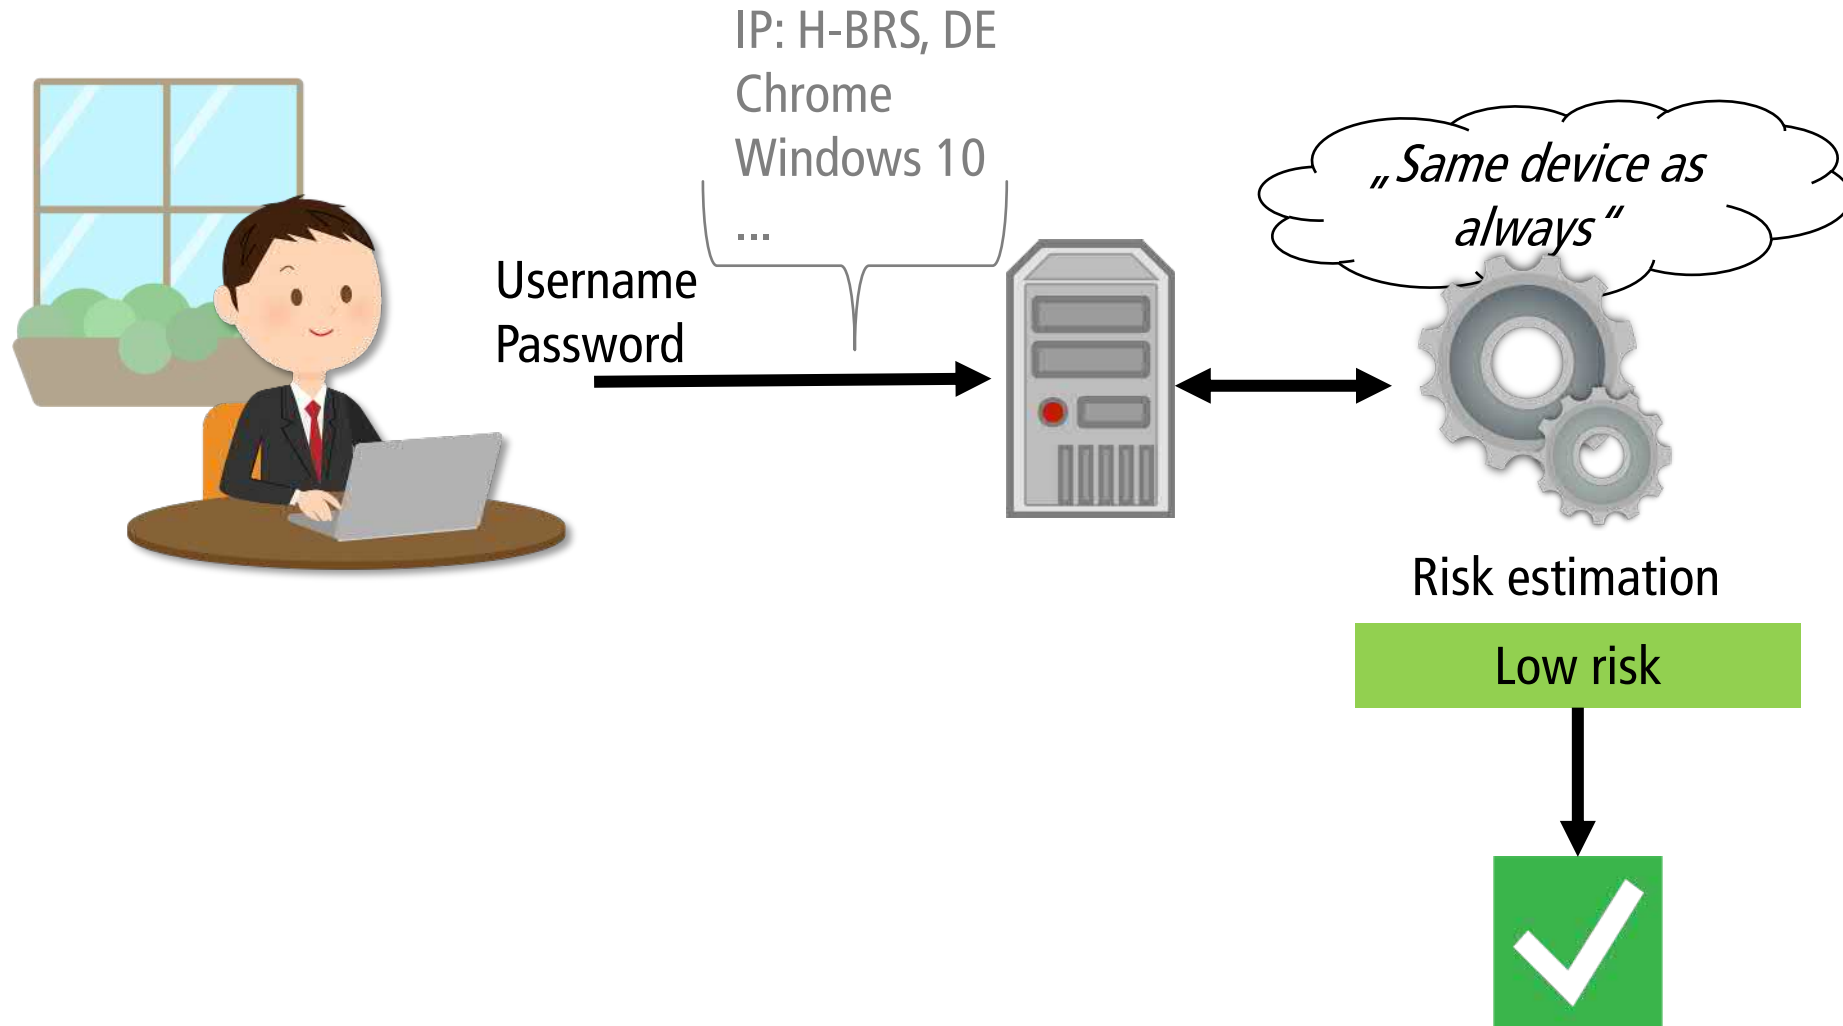 IP: H-BRS, DE
Chrome
Windows 10
...
Username
Password
„Same device as
always“
Risk estimation
Low risk